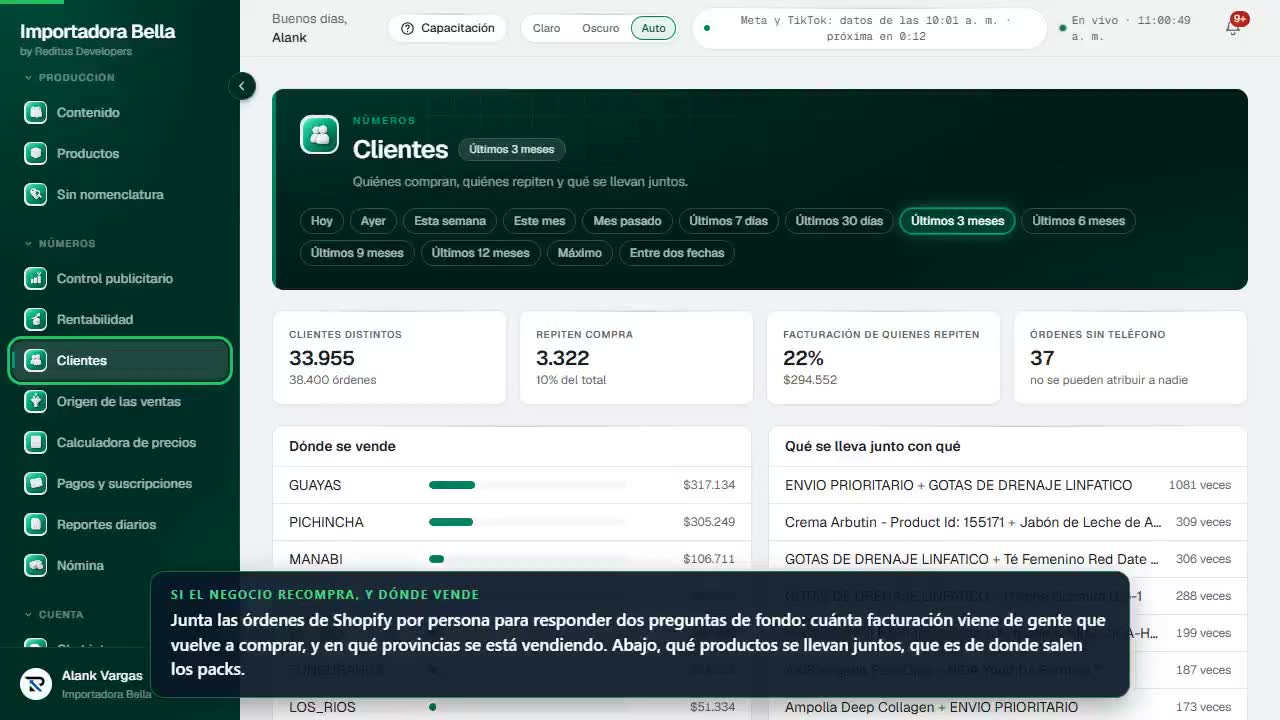 Importadora Bella
by Reditus Developers
PRODUCCIÓN
Contenido
Productos
Sin nomenclatura
NÚMEROS
Control publicitario
Rentabilidad
Clientes
Origen de las ventas
Calculadora de precios
Pagos y suscripciones
Reportes diarios
Nómina
CUENTA
Alank Vargas
Importadora Bella
Buenos días,
Alank
Capacitación
Claro Oscuro Auto
Meta y TikTok: datos de las 10:01 a. m. ·
próxima en 0:12
En vivo · 11:00:49
a. m.
9+
NÚMEROS
Clientes Últimos 3 meses
Quiénes compran, quiénes repiten y qué se llevan juntos.
Hoy Ayer Esta semana Este mes Mes pasado Últimos 7 días Últimos 30 días Últimos 3 meses Últimos 6 meses
Últimos 9 meses Últimos 12 meses Máximo Entre dos fechas
CLIENTES DISTINTOS
33.955
38.400 órdenes
REPITEN COMPRA
3.322
10% del total
FACTURACIÓN DE QUIENES REPITEN
22%
$294.552
ÓRDENES SIN TELÉFONO
37
no se pueden atribuir a nadie
Dónde se vende
GUAYAS $317.134
PICHINCHA $305.249
MANABI $106.711
LOS_RIOS $51.334
Qué se lleva junto con qué
ENVIO PRIORITARIO + GOTAS DE DRENAJE LINFATICO 1081 veces
Crema Arbutin - Product Id: 155171 + Jabón de Leche de A... 309 veces
GOTAS DE DRENAJE LINFATICO + Té Femenino Red Date ... 306 veces
288 veces
199 veces
187 veces
Ampolla Deep Collagen + ENVIO PRIORITARIO 173 veces
SI EL NEGOCIO RECOMPRA, Y DÓNDE VENDE
Junta las órdenes de Shopify por persona para responder dos preguntas de fondo: cuánta facturación viene de gente que
vuelve a comprar, y en qué provincias se está vendiendo. Abajo, qué productos se llevan juntos, que es de donde salen
los packs.